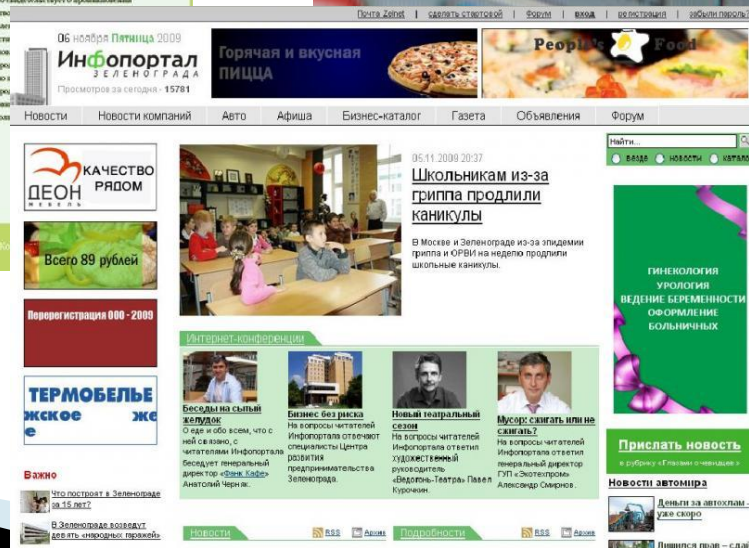 Почта Zelnet | сделать стартовой | Форум | вход | регистрация | забыли пароль?
06 ноября Пятница 2009
Инфопортал
ЗЕЛЕНОГРАДА
Просмотров за сегодня - 15781
Горячая и вкусная
ПИЦЦА
People's Food
Новости Новости компаний Авто Афиша Бизнес-каталог Газета Объявления Форум
Найти...
везде новости
ДЕОН
МЕБЕЛЬ
КАЧЕСТВО
РЯДОМ
Всего 89 рублей
Перерегистрация ООО - 2009
ТЕРМОБЕЛЬЕ
жское же
е
05.11.2009 20:37
Школьникам из-за
гриппа продлили
каникулы
В Москве и Зеленограде из-за эпидемии
гриппа и ОРВИ на неделю продлили
школьные каникулы.
ГИНЕКОЛОГИЯ
УРОЛОГИЯ
ВЕДЕНИЕ БЕРЕМЕННОСТИ
ОФОРМЛЕНИЕ
БОЛЬНИЧНЫХ
Интернет-конференции
Беседы на сытый
желудок
О еде и обо всем, что с
ней связано, с
читателями Инфопортала
беседует генеральный
директор «Фанк Кафе»
Анатолий Черняк.
Бизнес без риска
На вопросы читателей
Инфопортала отвечают
специалисты Центра
развития
предпринимательства
Зеленограда.
Новый театральный
сезон
На вопросы читателей
Инфопортала ответил
художественный
руководитель
«Ведогонь-Театра» Павел
Курочкин.
Мусор: сжигать или не
сжигать?
На вопросы читателей
Инфопортала ответил
генеральный директор
ГУП «Экотехпром»
Александр Смирнов.
Прислать новость
в рубрику «Глазами очевидцев»
Важно
Что построят в Зеленограде
за 15 лет?
В Зеленограде возведут
девять «народных гаражей»
Новости RSS Архив
Подробности RSS Архив
Новости автомира
Деньги за автохлам -
уже скоро